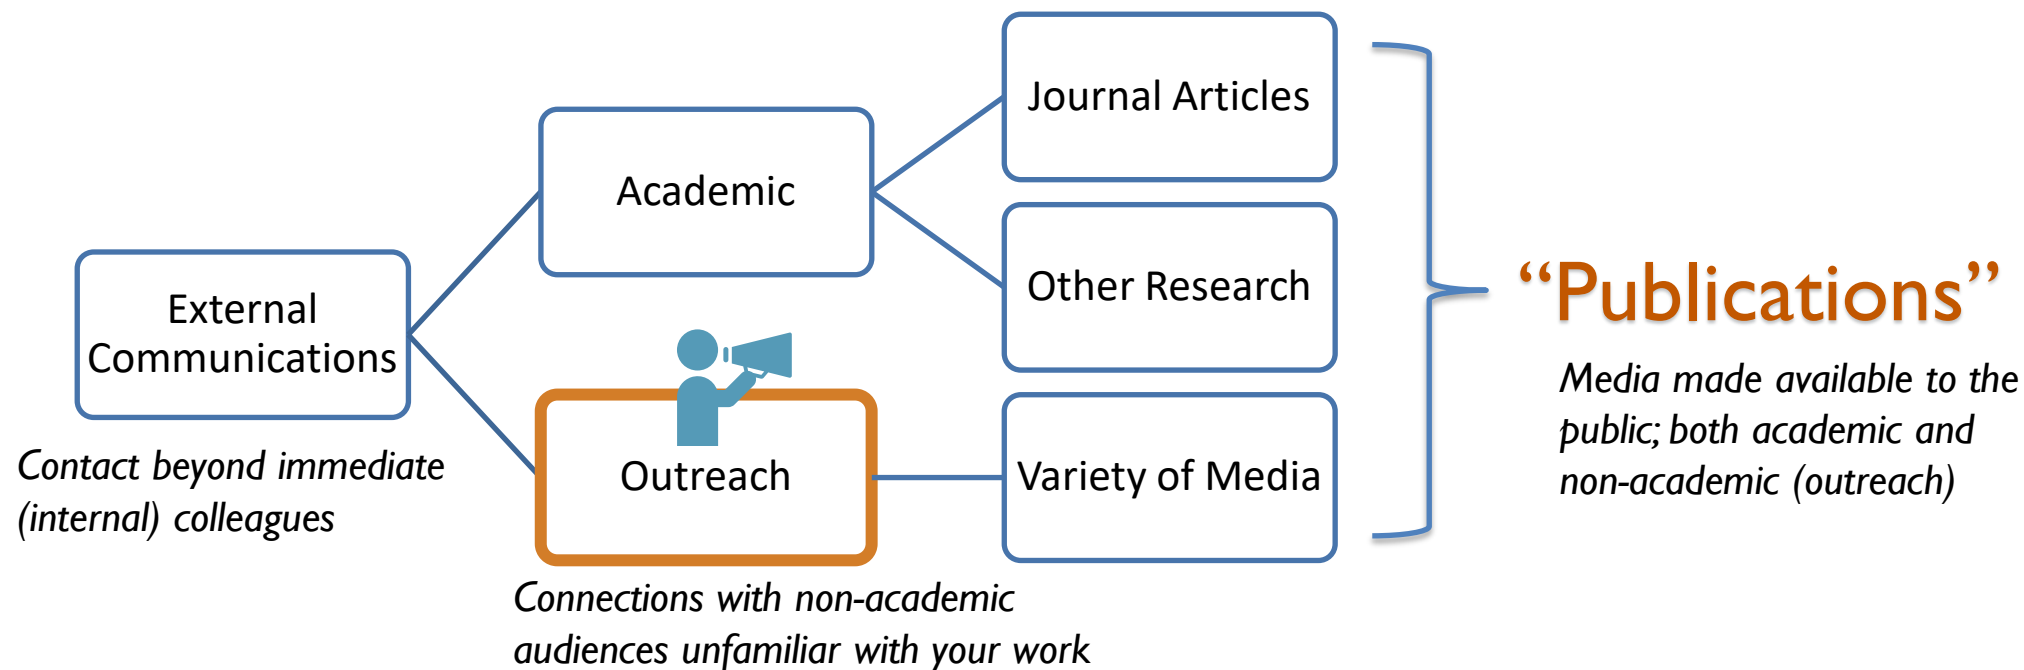 External
Communications
Contact beyond immediate
(internal) colleagues
Academic
Outreach
Connections with non-academic
audiences unfamiliar with your work
Journal Articles
Other Research
Variety of Media
“Publications”
Media made available to the
public; both academic and
non-academic (outreach)